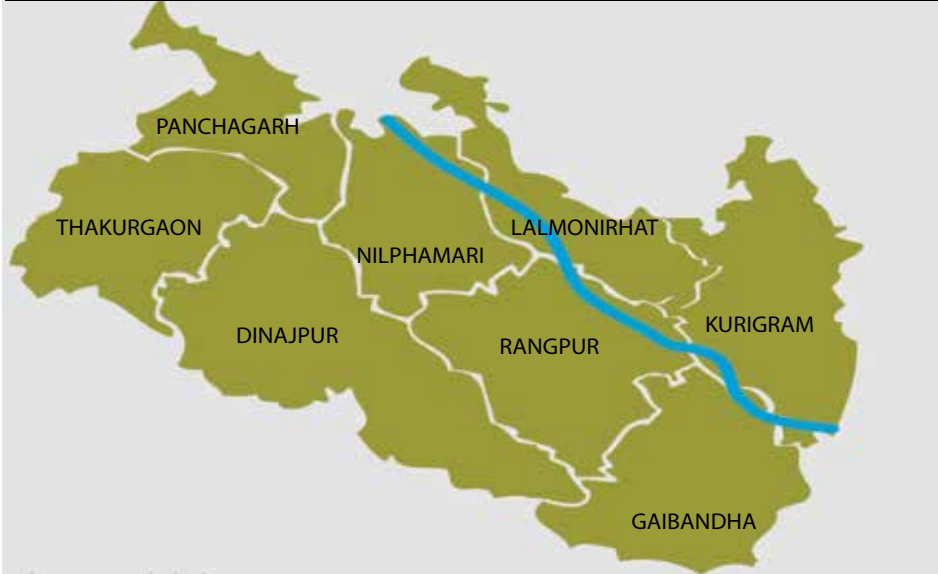 PANCHAGARH
THAKURGAON
LALMONIRHAT
NILPHAMARI
KURIGRAM
DINAJPUR
RANGPUR
GAIBANDHA